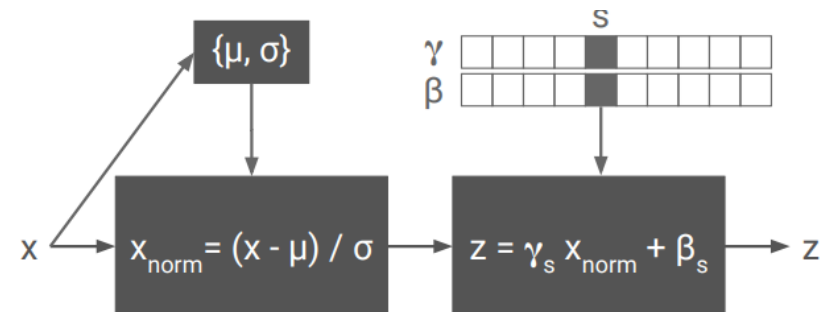 s
{μ, σ}
γ
β
x
x_norm = (x - μ) / σ
z = γ_s x_norm + β_s
z